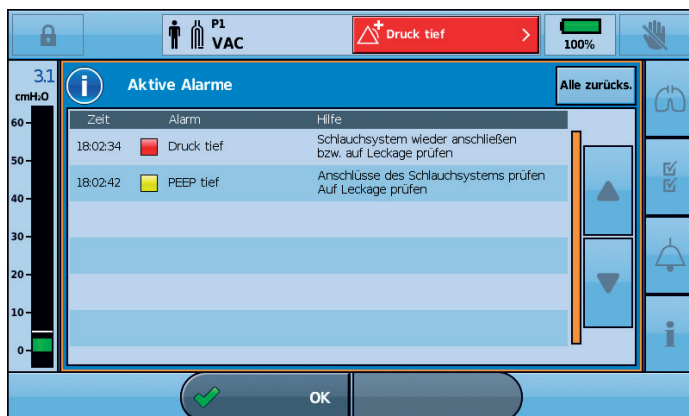 P1
VAC
Druck tief
100%
3.1
cmH2O
Aktive Alarme
Alle zurücks.
Zeit Alarm Hilfe
18:02:34 Druck tief Schlauchsystem wieder anschließen
bzw. auf Leckage prüfen
18:02:42 PEEP tief Anschlüsse des Schlauchsystems prüfen
Auf Leckage prüfen
60
50
40
30
20
10
0
OK